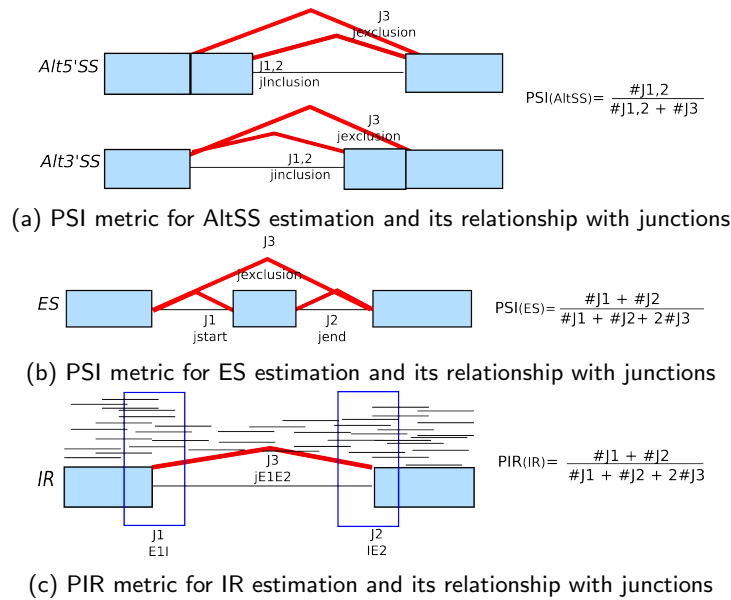 J3
jexclusion
Alt5'SS
J1,2
jInclusion
PSI(AltSS)= #J1,2
#J1,2 + #J3
J3
jexclusion
Alt3'SS
J1,2
jinclusion
(a) PSI metric for AltSS estimation and its relationship with junctions
J3
jexclusion
ES
J1
jstart
J2
jend
PSI(ES)= #J1 + #J2
#J1 + #J2+ 2#J3
(b) PSI metric for ES estimation and its relationship with junctions
IR
J3
jE1E2
J1
E1I
J2
IE2
PIR(IR)= #J1 + #J2
#J1 + #J2 + 2#J3
(c) PIR metric for IR estimation and its relationship with junctions